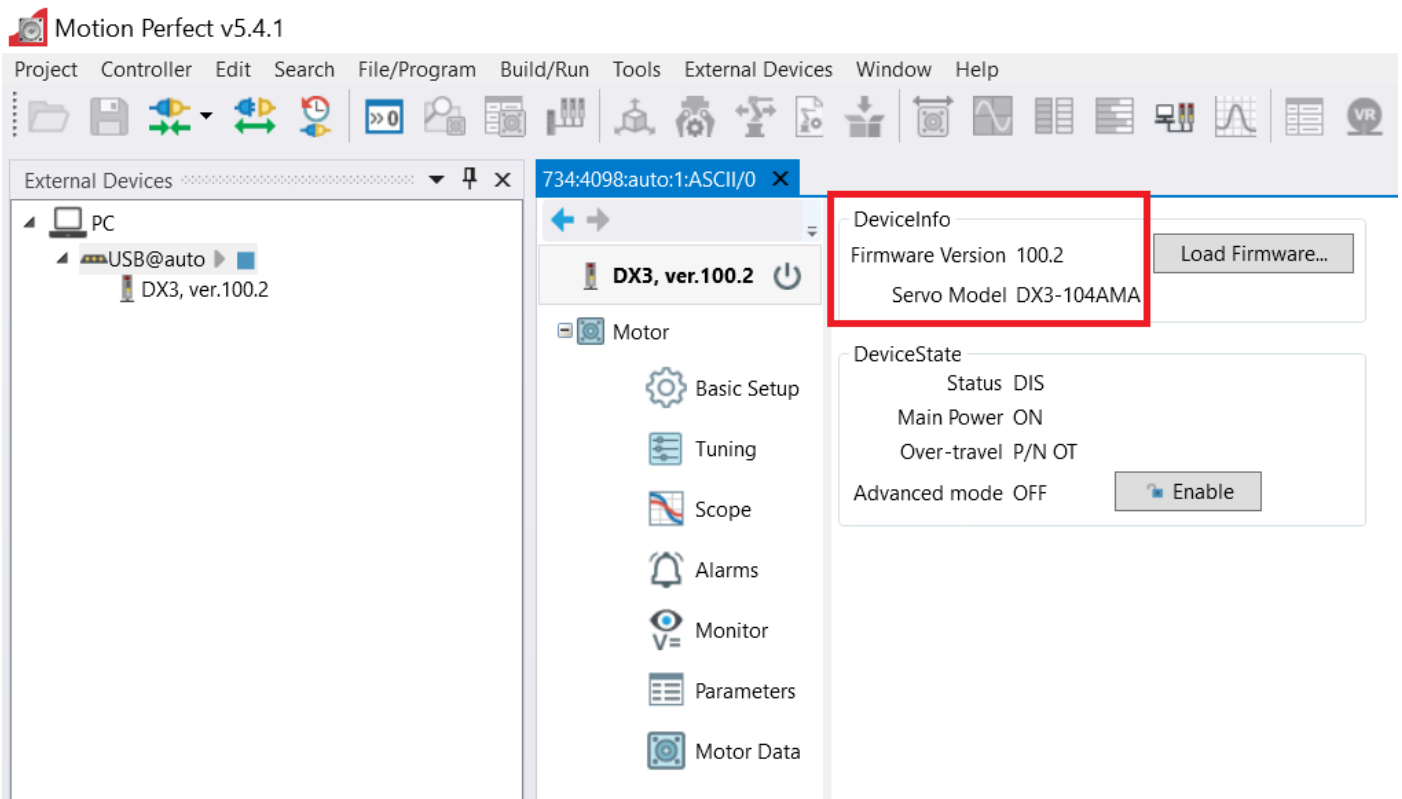 Motion Perfect v5.4.1
Project Controller Edit Search File/Program Build/Run Tools External Devices Window Help
»0
VR
External Devices
PC
USB@auto
DX3, ver.100.2
734:4098:auto:1:ASCII/0
DX3, ver.100.2
Motor
Basic Setup
Tuning
Scope
Alarms
V= Monitor
Parameters
Motor Data
DeviceInfo
Firmware Version 100.2
Load Firmware...
Servo Model DX3-104AMA
DeviceState
Status DIS
Main Power ON
Over-travel P/N OT
Advanced mode OFF
Enable